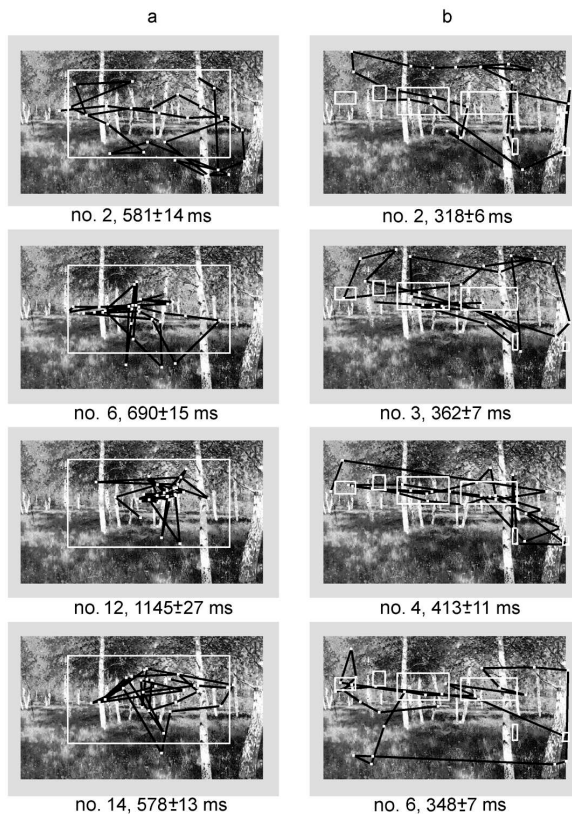 a b
no. 2, 581±14 ms no. 2, 318±6 ms
no. 6, 690±15 ms no. 3, 362±7 ms
no. 12, 1145±27 ms no. 4, 413±11 ms
no. 14, 578±13 ms no. 6, 348±7 ms